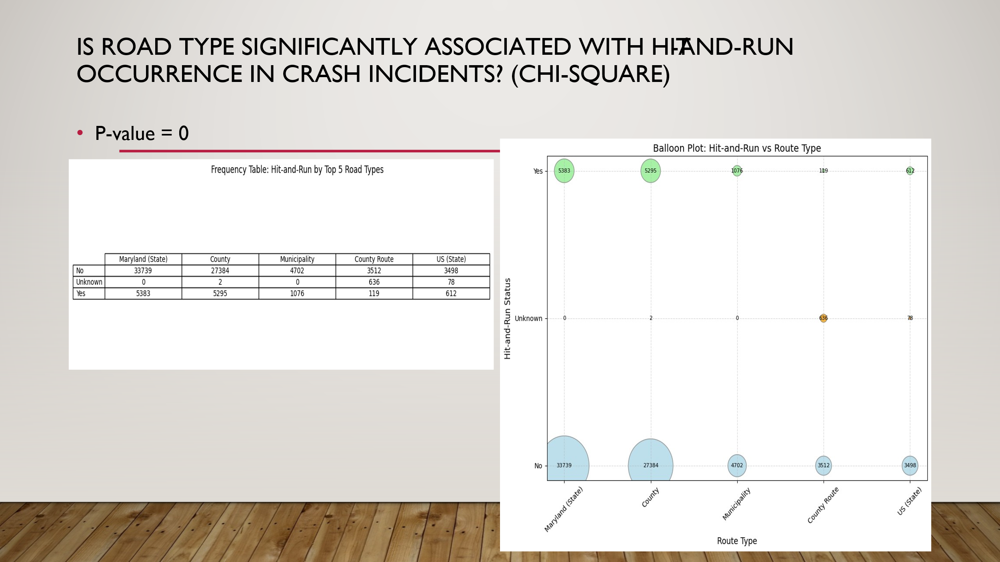 IS ROAD TYPE SIGNIFICANTLY ASSOCIATED WITH HIT-AND-RUN
OCCURRENCE IN CRASH INCIDENTS? (CHI-SQUARE)
• P-value = 0
Frequency Table: Hit-and-Run by Top 5 Road Types
Maryland (State) County Municipality County Route US (State)
No 33739 27384 4702 3512 3498
Unknown 0 2 0 636 78
Yes 5383 5295 1076 119 612
Balloon Plot: Hit-and-Run vs Route Type
Hit-and-Run Status
Yes 5383 5295 1076 119 612
Unknown 0 2 0 636 78
No 33739 27384 4702 3512 3498
Maryland (State) County Municipality County Route US (State)
Route Type